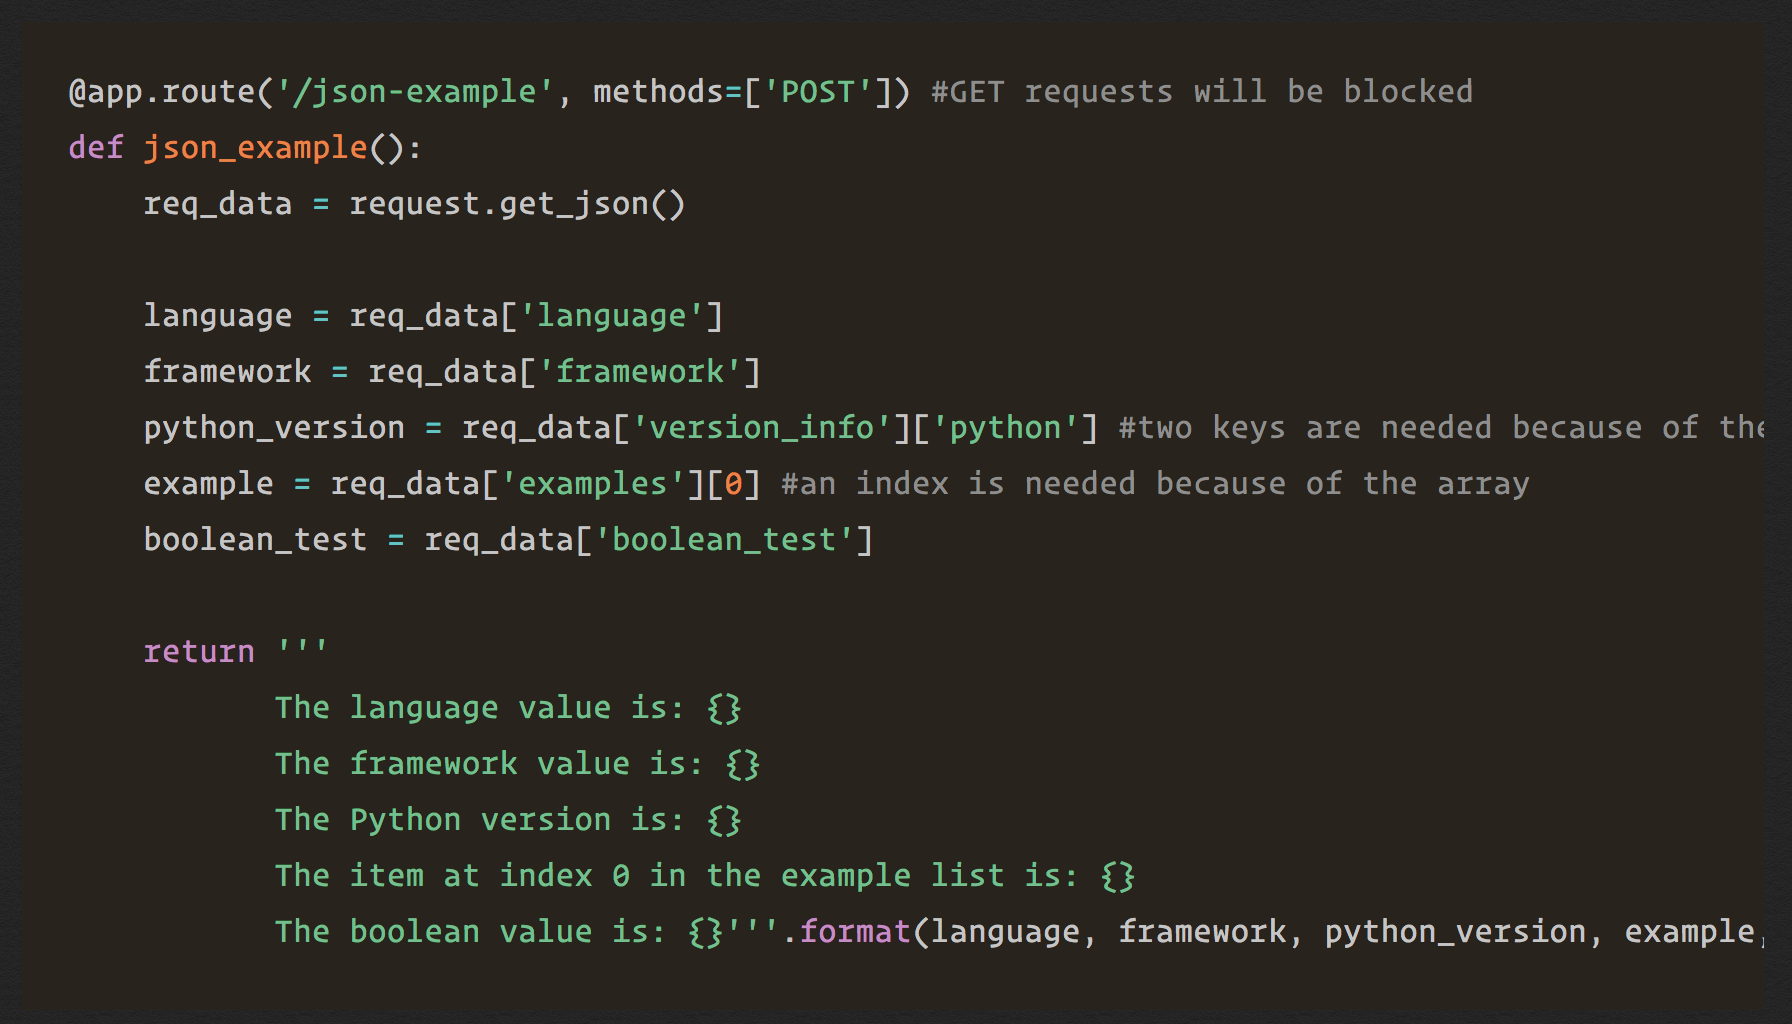 @app.route('/json-example', methods=['POST']) #GET requests will be blocked
def json_example():
    req_data = request.get_json()

    language = req_data['language']
    framework = req_data['framework']
    python_version = req_data['version_info']['python'] #two keys are needed because of the
    example = req_data['examples'][0] #an index is needed because of the array
    boolean_test = req_data['boolean_test']

    return '''
           The language value is: {}
           The framework value is: {}
           The Python version is: {}
           The item at index 0 in the example list is: {}
           The boolean value is: {}'''.format(language, framework, python_version, example,